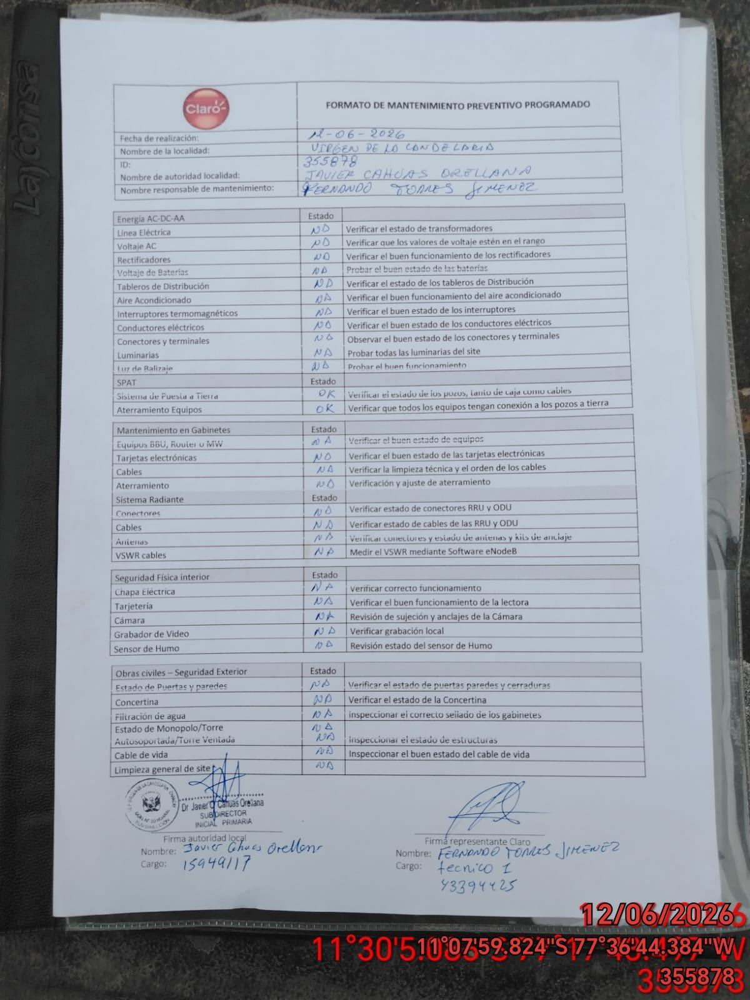 Layconsa
Claro
FORMATO DE MANTENIMIENTO PREVENTIVO PROGRAMADO
Fecha de realización: 12-06-2026
Nombre de la localidad: VIRGEN DE LA CANDELARIA
ID: 355878
Nombre de autoridad localidad: JAVIER CAHUAS ORELLANA
Nombre responsable de mantenimiento: FERNANDO TORRES JIMENEZ
Energía AC-DC-AA Estado
Línea Eléctrica NA Verificar el estado de transformadores
Voltaje AC NA Verificar que los valores de voltaje estén en el rango
Rectificadores NA Verificar el buen funcionamiento de los rectificadores
Voltaje de Baterías NA Probar el buen estado de las baterías
Tableros de Distribución NA Verificar el estado de los tableros de Distribución
Aire Acondicionado NA Verificar el buen funcionamiento del aire acondicionado
Interruptores termomagnéticos NA Verificar el buen estado de los interruptores
Conductores eléctricos NA Verificar el buen estado de los conductores eléctricos
Conectores y terminales NA Observar el buen estado de los conectores y terminales
Luminarias NA Probar todas las luminarias del site
Luz de Balizaje NA Probar el buen funcionamiento
SPAT Estado
Sistema de Puesta a Tierra OK Verificar el estado de los pozos, tanto de caja como cables
Aterramiento Equipos OK Verificar que todos los equipos tengan conexión a los pozos a tierra
Mantenimiento en Gabinetes Estado
Equipos BBU, Router o MW NA Verificar el buen estado de equipos
Tarjetas electrónicas NA Verificar el buen estado de las tarjetas electrónicas
Cables NA Verificar la limpieza técnica y el orden de los cables
Aterramiento NA Verificación y ajuste de aterramiento
Sistema Radiante Estado
Conectores NA Verificar estado de conectores RRU y ODU
Cables NA Verificar estado de cables de las RRU y ODU
Antenas NA Verificar conectores y estado de antenas y kits de anclaje
VSWR cables NA Medir el VSWR mediante Software eNodeB
Seguridad Física interior Estado
Chapa Eléctrica NA Verificar correcto funcionamiento
Tarjetería NA Verificar el buen funcionamiento de la lectora
Cámara NA Revisión de sujeción y anclajes de la Cámara
Grabador de Video NA Verificar grabación local
Sensor de Humo NA Revisión estado del sensor de Humo
Obras civiles – Seguridad Exterior Estado
Estado de Puertas y paredes NA Verificar el estado de puertas paredes y cerraduras
Concertina NA Verificar el estado de la Concertina
Filtración de agua NA inspeccionar el correcto sellado de los gabinetes
Estado de Monopolo/Torre NA
Autosoportada/Torre Ventada NA inspeccionar el estado de estructuras
Cable de vida NA Inspeccionar el buen estado del cable de vida
Limpieza general de site NA
Dr Javier Cahuas Orellana
SUB DIRECTOR
INICIAL PRIMARIA
Firma autoridad local Firma representante Claro
Nombre: Javier Cahuas Orellana Nombre: FERNANDO TORRES JIMENEZ
Cargo: 15949117 Cargo: tecnico 1
43394425
12/06/2026
11°07'59.824"S77°36'44.384"W
355878